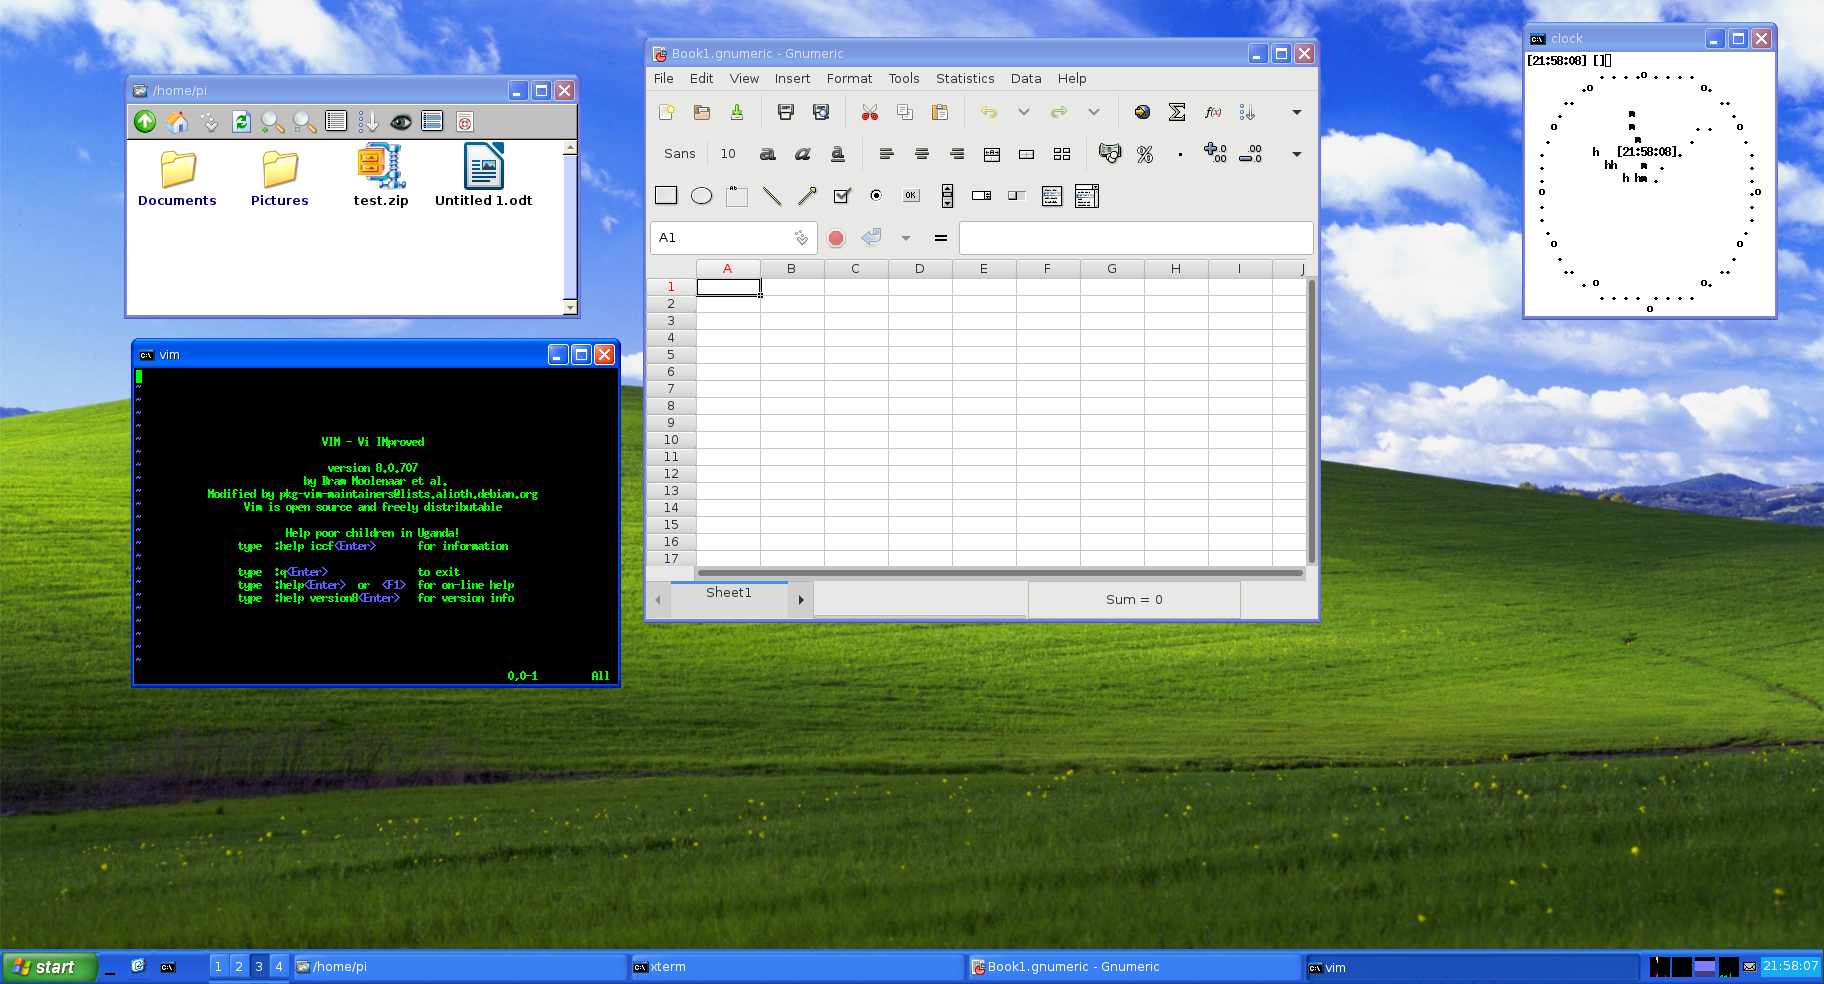 /home/pi
Documents
Pictures
test.zip
Untitled 1.odt
vim
VIM - Vi IMproved
version 8.0.707
by Bram Moolenaar et al.
Modified by pkg-vim-maintainers@lists.alioth.debian.org
Vim is open source and freely distributable
Help poor children in Uganda!
type :help iccf<Enter> for information
type :q<Enter> to exit
type :help<Enter> or <F1> for on-line help
type :help version8<Enter> for version info
0,0-1 All
Book1.gnumeric - Gnumeric
File Edit View Insert Format Tools Statistics Data Help
Sans 10
A1
A B C D E F G H I J
1
2
3
4
5
6
7
8
9
10
11
12
13
14
15
16
17
Sheet1
Sum = 0
clock
[21:58:08] []
[21:58:08]
start
1 2 3 4
/home/pi
xterm
Book1.gnumeric - Gnumeric
vim
21:58:07